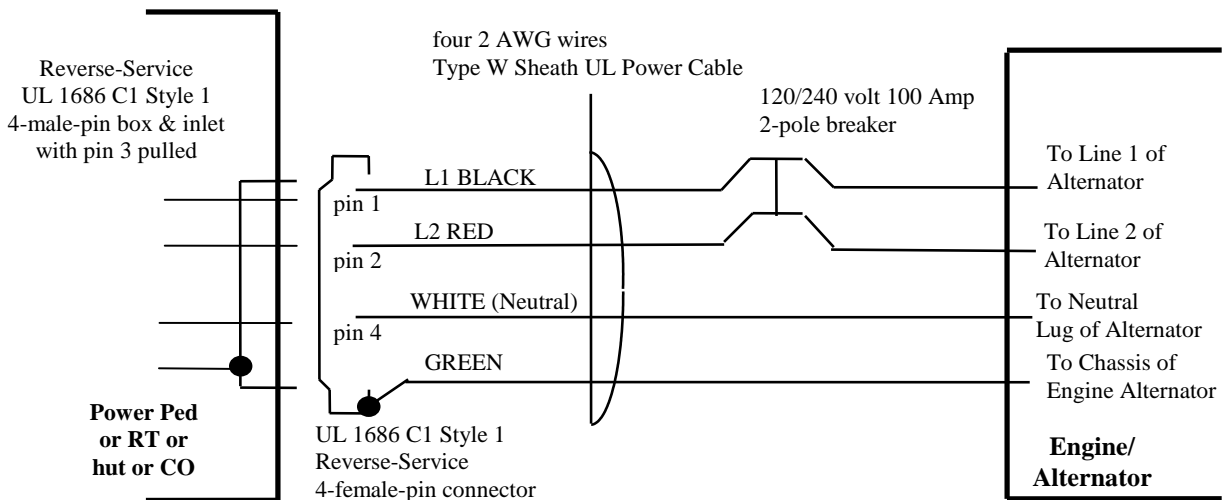 Reverse-Service
UL 1686 C1 Style 1
4-male-pin box & inlet
with pin 3 pulled
four 2 AWG wires
Type W Sheath UL Power Cable
120/240 volt 100 Amp
2-pole breaker
L1 BLACK
pin 1
To Line 1 of
Alternator
L2 RED
pin 2
To Line 2 of
Alternator
WHITE (Neutral)
pin 4
To Neutral
Lug of Alternator
GREEN
To Chassis of
Engine Alternator
Power Ped
or RT or
hut or CO
UL 1686 C1 Style 1
Reverse-Service
4-female-pin connector
Engine/
Alternator